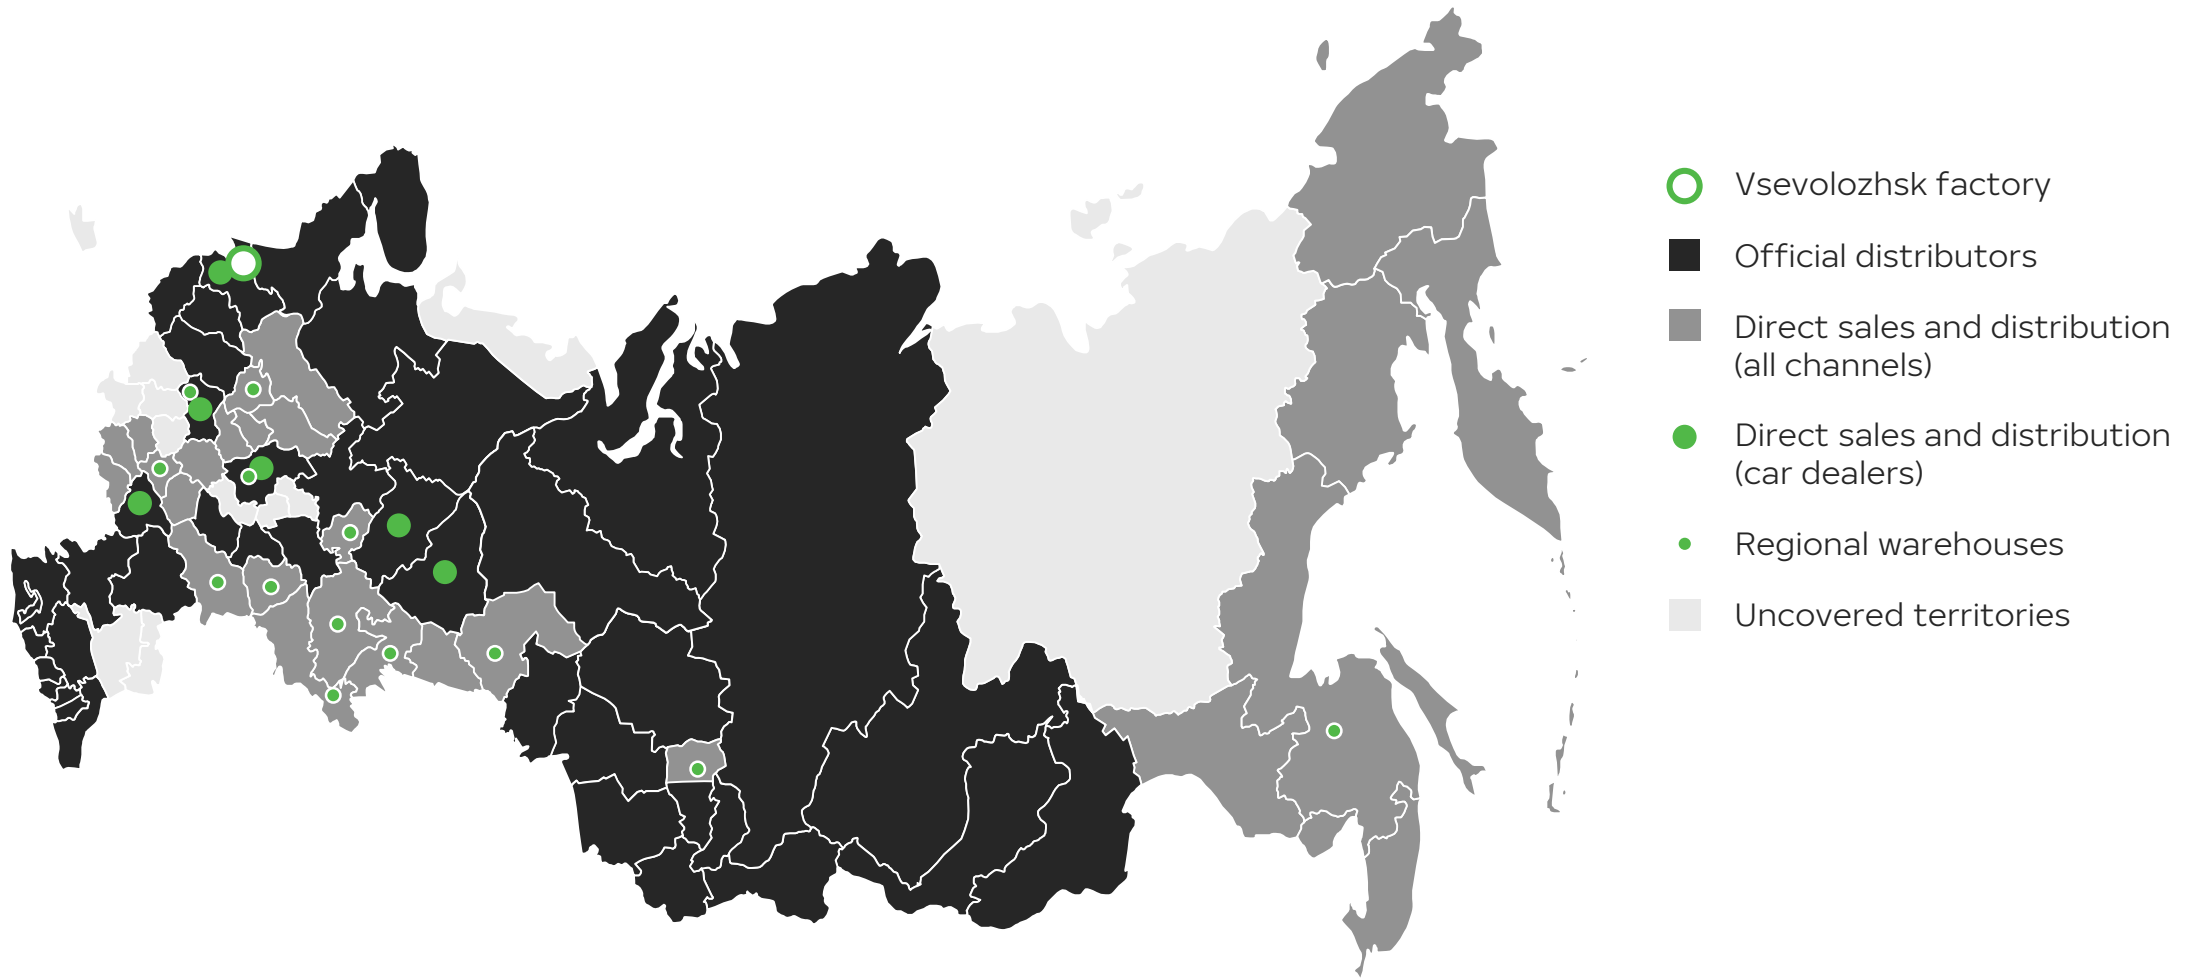 Vsevolozhsk factory
Official distributors
Direct sales and distribution
(all channels)
Direct sales and distribution
(car dealers)
Regional warehouses
Uncovered territories